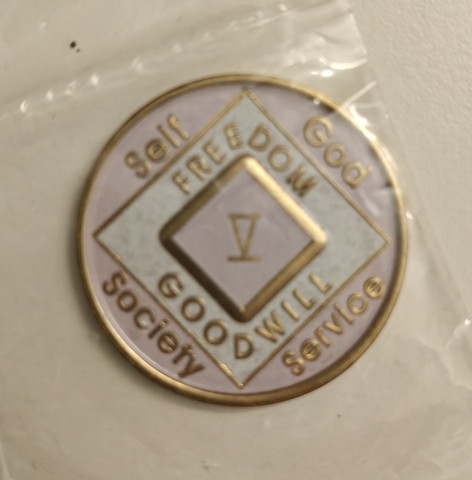 Self
God
FREEDOM
V
GOODWILL
Society
Service